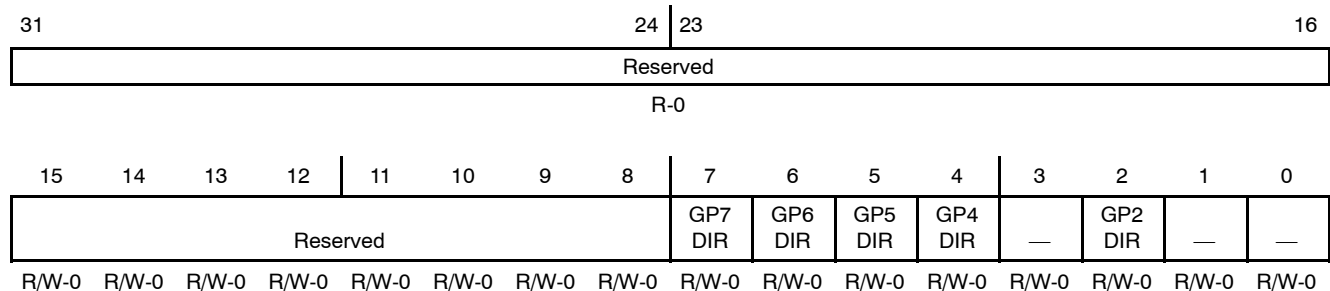 31 24 23 16
Reserved
R-0
15 14 13 12 11 10 9 8 7 6 5 4 3 2 1 0
Reserved GP7 DIR GP6 DIR GP5 DIR GP4 DIR — GP2 DIR — —
R/W-0 R/W-0 R/W-0 R/W-0 R/W-0 R/W-0 R/W-0 R/W-0 R/W-0 R/W-0 R/W-0 R/W-0 R/W-0 R/W-0 R/W-0 R/W-0